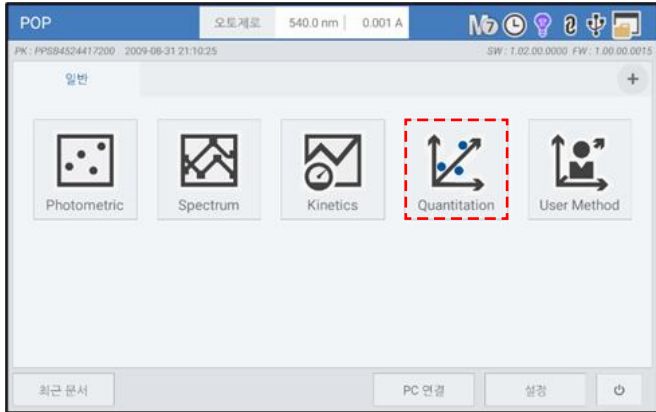 POP 오토제로 540.0 nm 0.001 A M7
PK : PPS84524417200 2009-08-31 21:10:25 SW : 1.02.00.0000 FW : 1.00.00.0015
일반 +
Photometric Spectrum Kinetics Quantitation User Method
최근 문서 PC 연결 설정